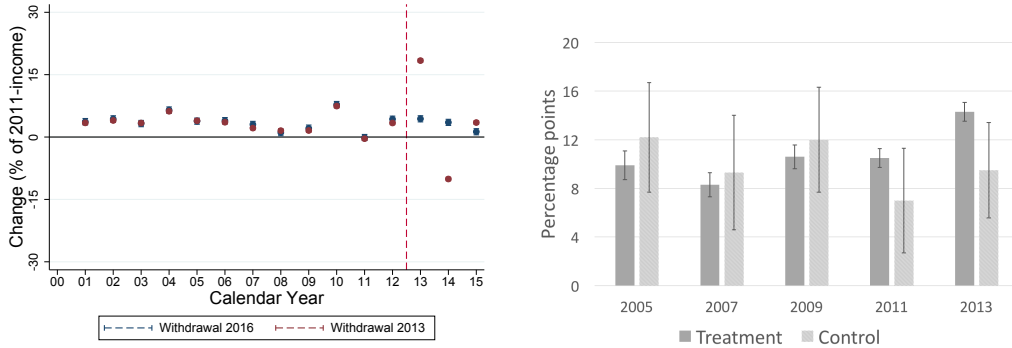 Change (% of 2011-income)
30
15
0
-15
-30
00 01 02 03 04 05 06 07 08 09 10 11 12 13 14 15
Calendar Year
Withdrawal 2016 Withdrawal 2013
Percentage points
20
16
12
8
4
0
2005 2007 2009 2011 2013
Treatment Control